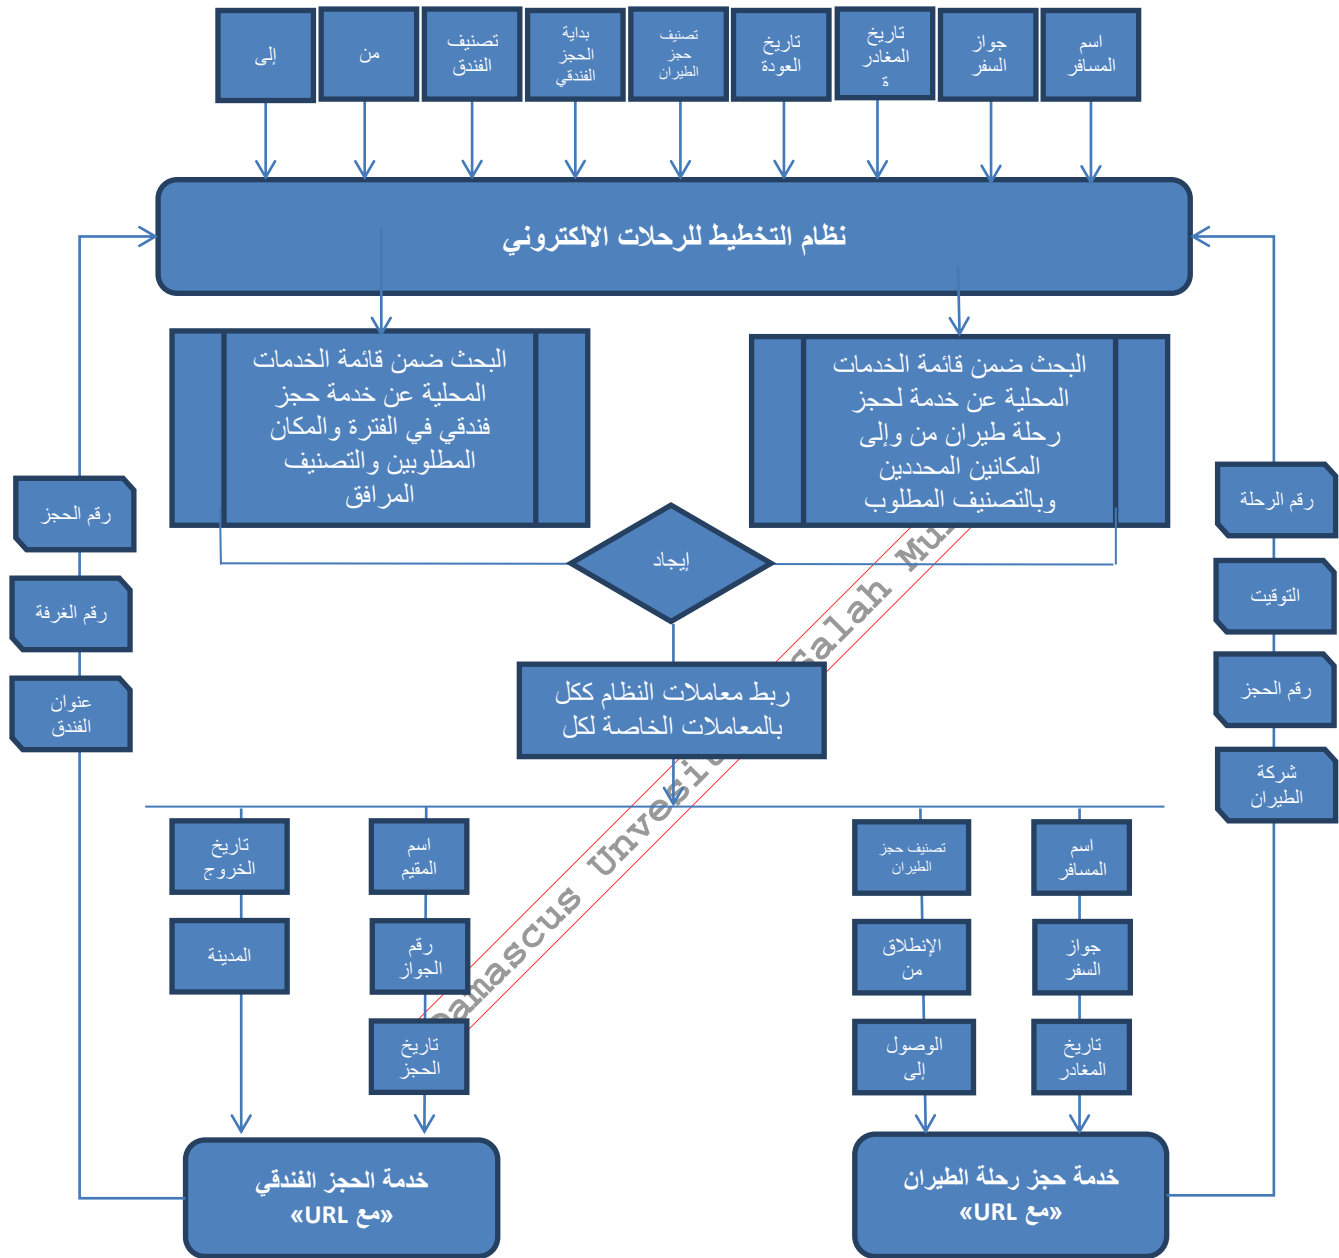 اسم
المسافر
جواز
السفر
تاريخ
المغادر
ة
تاريخ
العودة
تصنيف
حجز
الطيران
بداية
الحجز
الفندقي
تصنيف
الفندق
من
إلى
نظام التخطيط للرحلات الالكتروني
البحث ضمن قائمة الخدمات
المحلية عن خدمة لحجز
رحلة طيران من وإلى
المكانين المحددين
وبالتصنيف المطلوب
البحث ضمن قائمة الخدمات
المحلية عن خدمة حجز
فندقي في الفترة والمكان
المطلوبين والتصنيف
المرافق
إيجاد
ربط معاملات النظام ككل
بالمعاملات الخاصة لكل
رقم الرحلة
التوقيت
رقم الحجز
شركة
الطيران
رقم الحجز
رقم الغرفة
عنوان
الفندق
اسم
المسافر
جواز
السفر
تاريخ
المغادر
تصنيف حجز
الطيران
الإنطلاق
من
الوصول
إلى
اسم
المقيم
رقم
الجواز
تاريخ
الحجز
تاريخ
الخروج
المدينة
خدمة حجز رحلة الطيران
«مع URL»
خدمة الحجز الفندقي
«مع URL»
Damascus Unvesit
Salah Mu